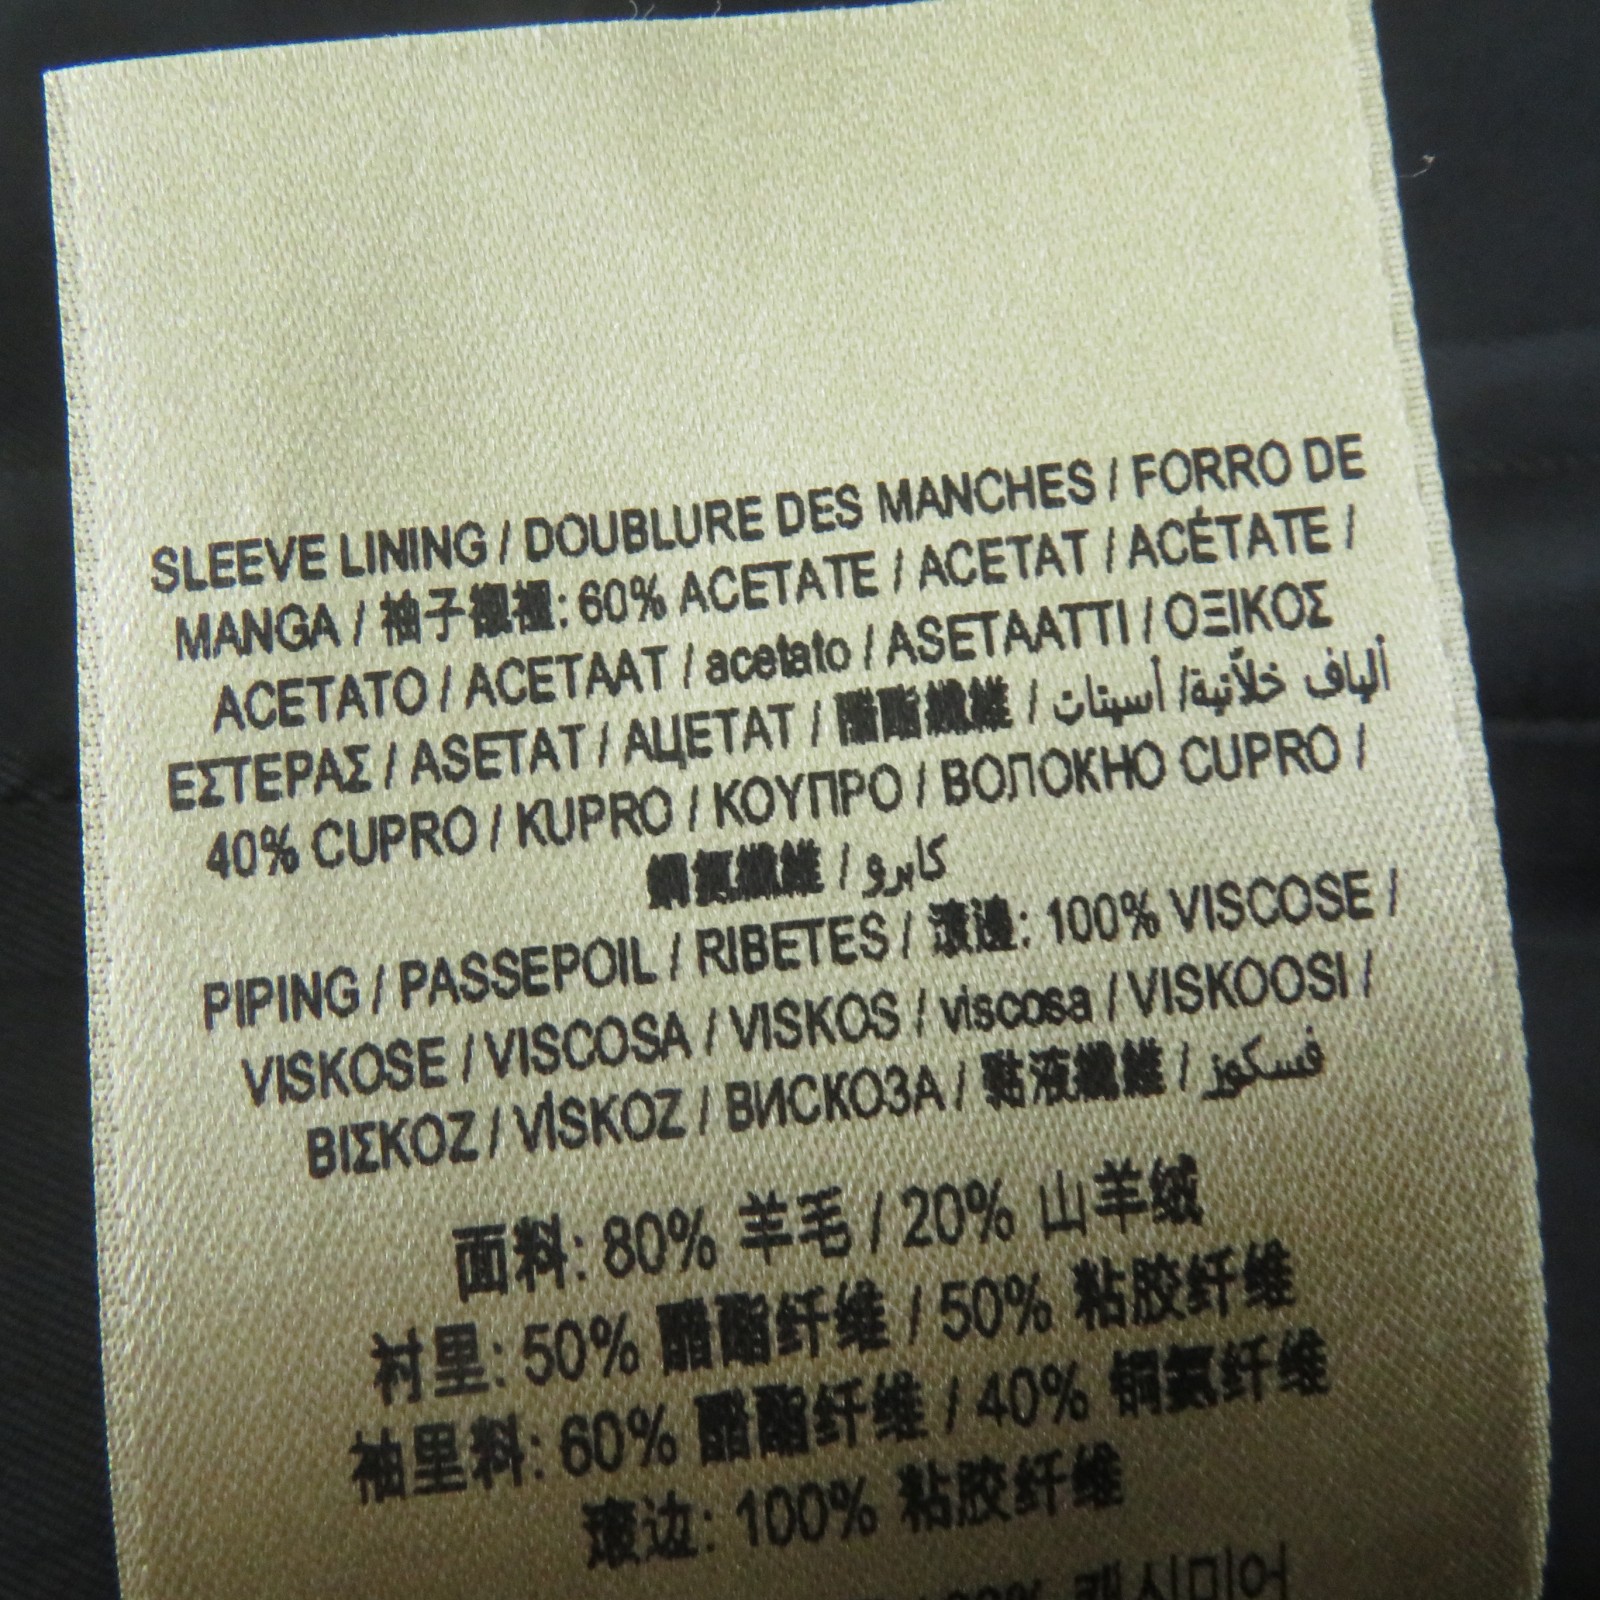 SLEEVE LINING / DOUBLURE DES MANCHES / FORRO DE
MANGA / 袖子襯裡: 60% ACETATE / ACETAT / ACÉTATE /
ACETATO / ACETAAT / acetato / ASETAATTI / ΟΞΙΚΟΣ
ΕΣΤΕΡΑΣ / ASETAT / АЦЕТАТ / 醋酯纖維 / أسيتات /ألياف خلاّنية
40% CUPRO / KUPRO / ΚΟΥΠΡΟ / ВОЛОКНО CUPRO /
銅氨纖維 / كابرو
PIPING / PASSEPOIL / RIBETES / 滾邊: 100% VISCOSE /
VISKOSE / VISCOSA / VISKOS / viscosa / VISKOOSI /
ΒΙΣΚΟΖ / VİSKOZ / ВИСКОЗА / 黏液纖維 / فسكوز
面料: 80% 羊毛 / 20% 山羊绒
衬里: 50% 醋酯纤维 / 50% 粘胶纤维
袖里料: 60% 醋酯纤维 / 40% 铜氨纤维
滚边: 100% 粘胶纤维
캐시미어